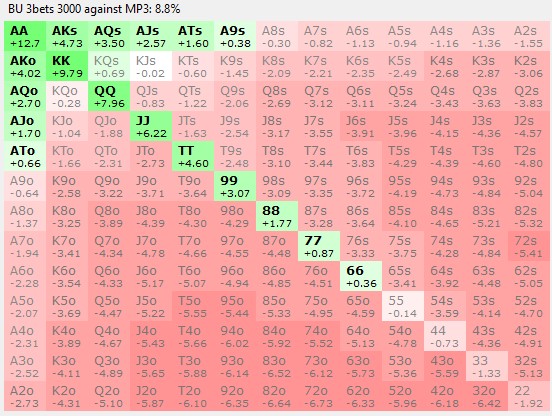 BU 3bets 3000 against MP3: 8.8%
AA AKs AQs AJs ATs A9s A8s A7s A6s A5s A4s A3s A2s
+12.7 +4.73 +3.50 +2.57 +1.60 +0.38 -0.30 -0.82 -1.13 -0.94 -1.16 -1.36 -1.55
AKo KK KQs KJs KTs K9s K8s K7s K6s K5s K4s K3s K2s
+4.02 +9.79 +0.69 -0.02 -0.60 -1.45 -2.09 -2.21 -2.35 -2.49 -2.68 -2.87 -3.06
AQo KQo QQ QJs QTs Q9s Q8s Q7s Q6s Q5s Q4s Q3s Q2s
+2.70 -0.28 +7.96 -0.83 -1.22 -2.06 -2.69 -3.12 -3.11 -3.24 -3.43 -3.63 -3.83
AJo KJo QJo JJ JTs J9s J8s J7s J6s J5s J4s J3s J2s
+1.70 -1.04 -1.88 +6.22 -1.63 -2.54 -3.17 -3.55 -3.91 -3.96 -4.15 -4.36 -4.57
ATo KTo QTo JTo TT T9s T8s T7s T6s T5s T4s T3s T2s
+0.66 -1.66 -2.31 -2.73 +4.60 -2.48 -3.10 -3.44 -3.83 -4.29 -4.39 -4.60 -4.80
A9o K9o Q9o J9o T9o 99 98s 97s 96s 95s 94s 93s 92s
-0.64 -2.58 -3.22 -3.71 -3.64 +3.07 -3.09 -3.35 -3.72 -4.19 -4.73 -4.84 -5.04
A8o K8o Q8o J8o T8o 98o 88 87s 86s 85s 84s 83s 82s
-1.37 -3.25 -3.89 -4.39 -4.30 -4.29 +1.77 -3.28 -3.64 -4.10 -4.65 -5.21 -5.32
A7o K7o Q7o J7o T7o 97o 87o 77 76s 75s 74s 73s 72s
-1.94 -3.41 -4.34 -4.78 -4.66 -4.55 -4.48 +0.87 -3.33 -3.75 -4.28 -4.84 -5.41
A6o K6o Q6o J6o T6o 96o 86o 76o 66 65s 64s 63s 62s
-2.28 -3.54 -4.33 -5.17 -5.07 -4.94 -4.85 -4.51 +0.36 -3.41 -3.92 -4.48 -5.05
A5o K5o Q5o J5o T5o 95o 85o 75o 65o 55 54s 53s 52s
-2.07 -3.69 -4.47 -5.22 -5.55 -5.44 -5.33 -4.95 -4.59 -0.14 -3.59 -4.14 -4.70
A4o K4o Q4o J4o T4o 94o 84o 74o 64o 54o 44 43s 42s
-2.31 -3.89 -4.67 -5.43 -5.66 -6.02 -5.92 -5.52 -5.13 -4.78 -0.73 -4.36 -4.91
A3o K3o Q3o J3o T3o 93o 83o 73o 63o 53o 43o 33 32s
-2.52 -4.11 -4.89 -5.65 -5.88 -6.14 -6.52 -6.12 -5.73 -5.36 -5.59 -1.33 -5.13
A2o K2o Q2o J2o T2o 92o 82o 72o 62o 52o 42o 32o 22
-2.73 -4.31 -5.10 -5.87 -6.10 -6.35 -6.64 -6.73 -6.33 -5.96 -6.18 -6.42 -1.92